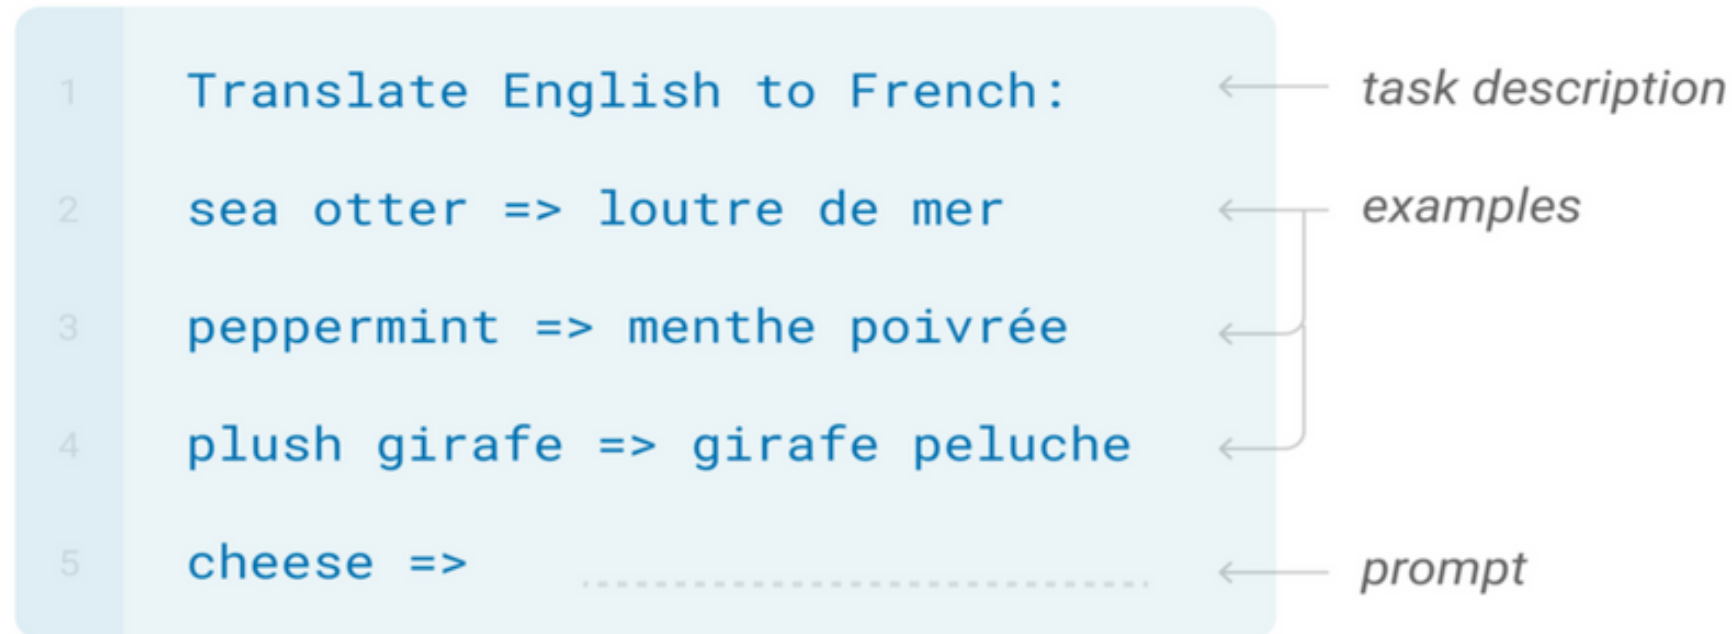 1 Translate English to French: task description
2 sea otter => loutre de mer examples
3 peppermint => menthe poivrée
4 plush girafe => girafe peluche
5 cheese => prompt